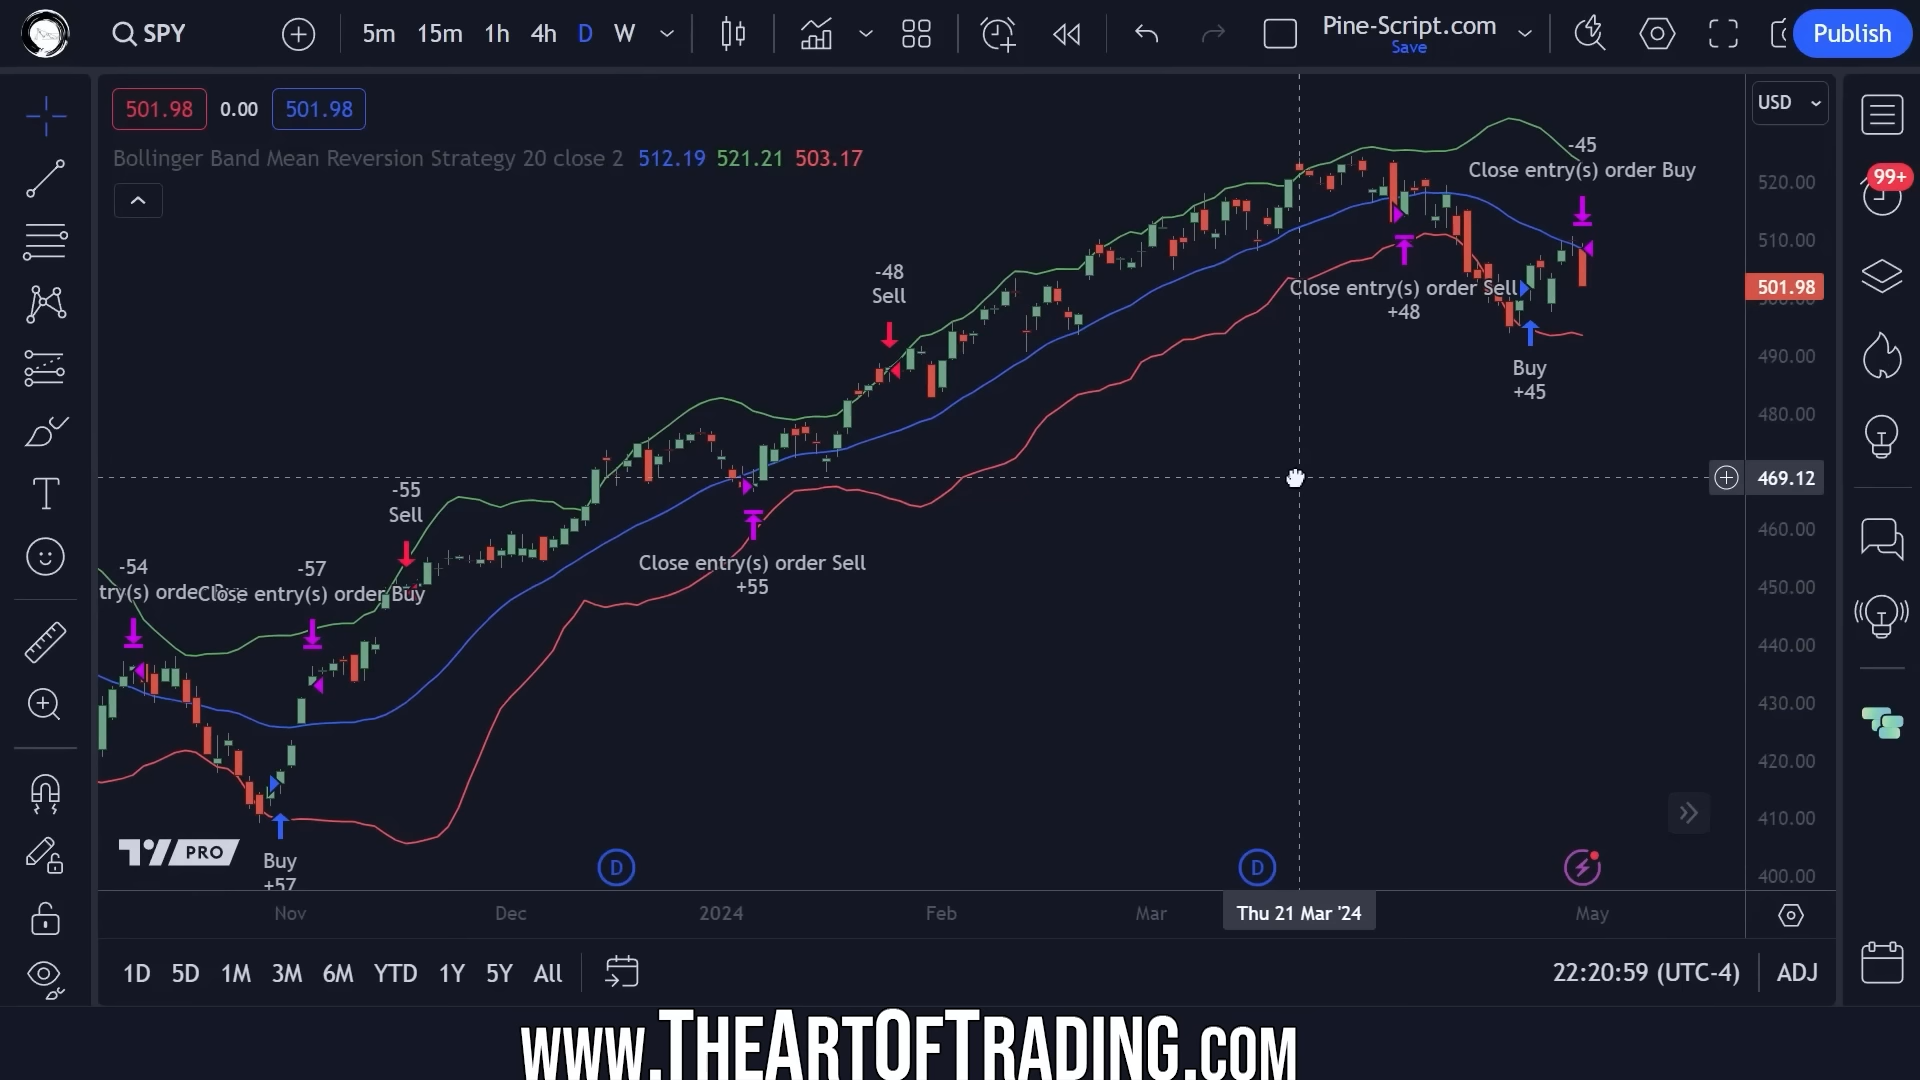 SPY
5m 15m 1h 4h D W
Pine-Script.com
Save
Publish
501.98 0.00 501.98
USD
Bollinger Band Mean Reversion Strategy 20 close 2 512.19 521.21 503.17
99+
-45
Close entry(s) order Buy
520.00
510.00
-48
Sell
Close entry(s) order Sell
+48
501.98
490.00
Buy
+45
480.00
469.12
-55
Sell
460.00
Close entry(s) order Sell
+55
-54
try(s) orde
-57
Close entry(s) order Buy
450.00
440.00
430.00
420.00
410.00
400.00
PRO
Buy
+57
D
D
Nov Dec 2024 Feb Mar Thu 21 Mar '24 May
1D 5D 1M 3M 6M YTD 1Y 5Y All
22:20:59 (UTC-4) ADJ
www.TheArtOfTrading.com